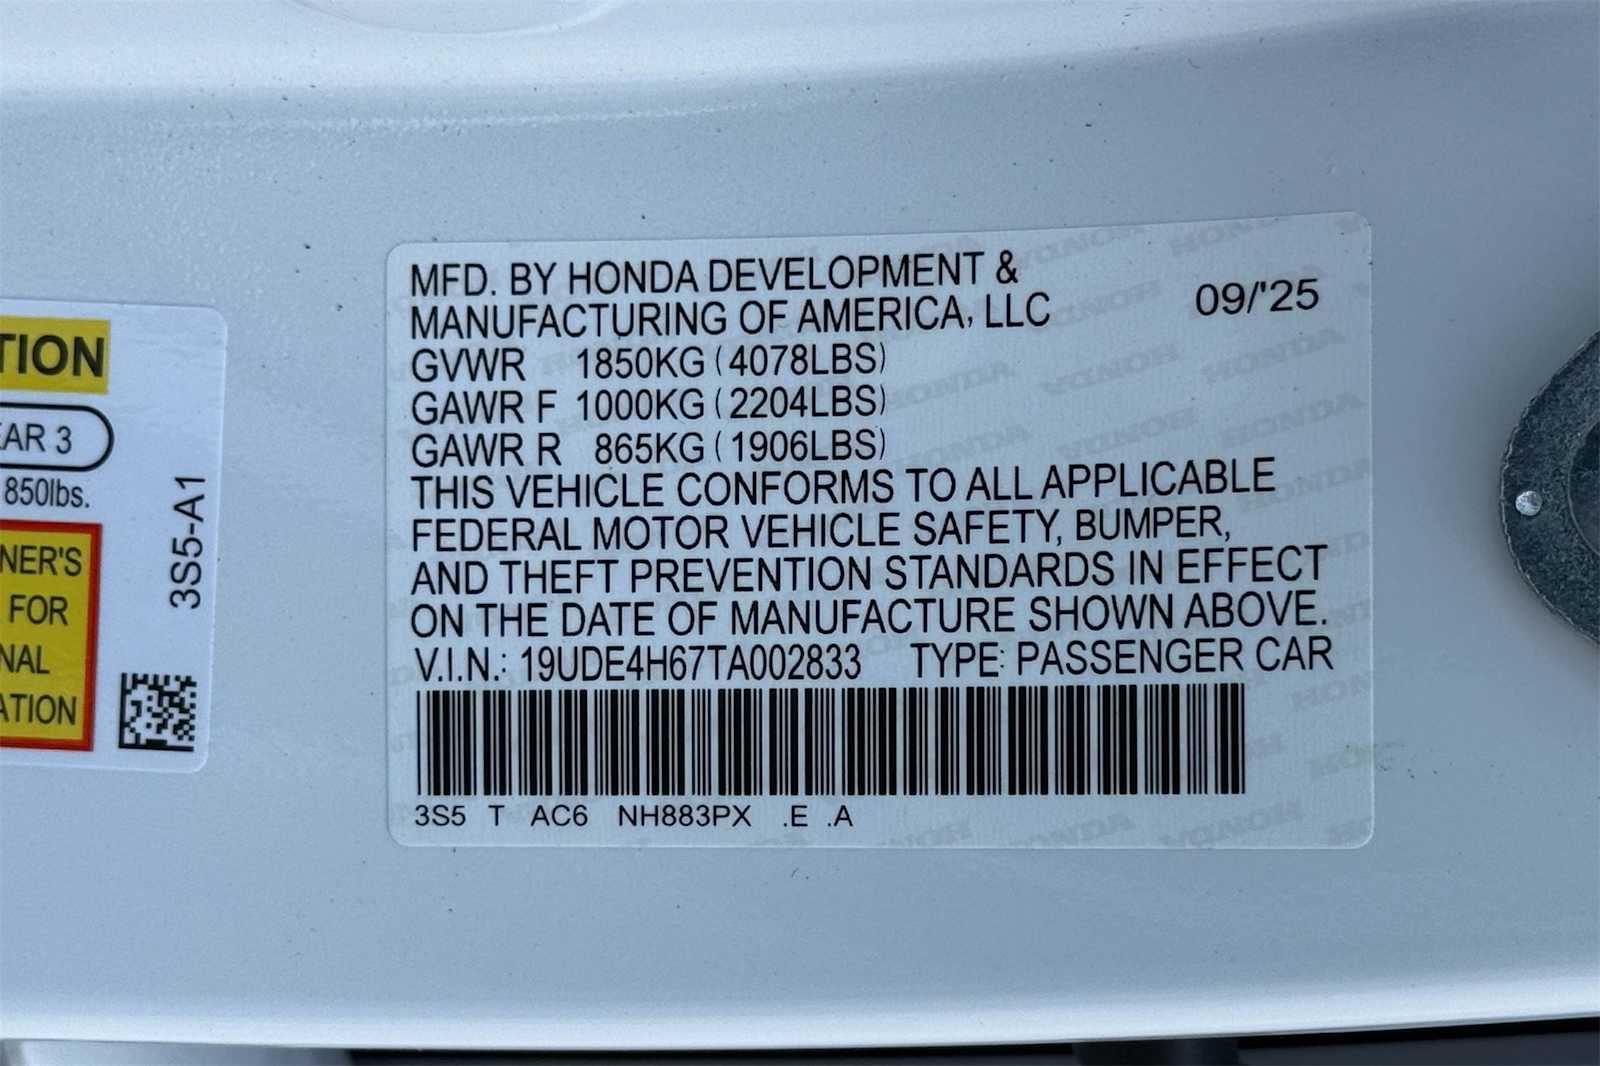 MFD. BY HONDA DEVELOPMENT &
MANUFACTURING OF AMERICA, LLC
09/'25
GVWR 1850KG (4078LBS)
GAWR F 1000KG (2204LBS)
GAWR R 865KG (1906LBS)
THIS VEHICLE CONFORMS TO ALL APPLICABLE
FEDERAL MOTOR VEHICLE SAFETY, BUMPER,
AND THEFT PREVENTION STANDARDS IN EFFECT
ON THE DATE OF MANUFACTURE SHOWN ABOVE.
V.I.N.: 19UDE4H67TA002833 TYPE: PASSENGER CAR
3S5 T AC6 NH883PX .E .A
TION
EAR 3
850lbs.
NER'S
FOR
NAL
ATION
3S5-A1